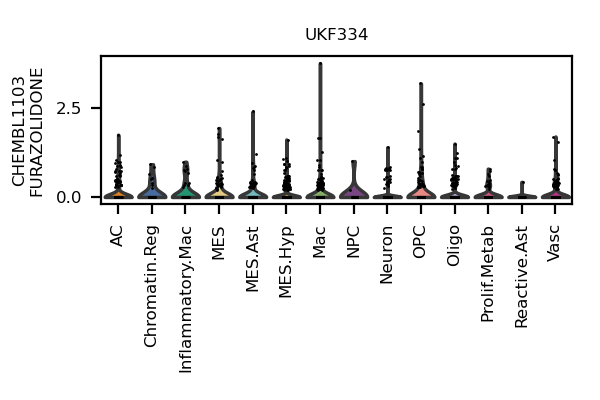 UKF334
CHEMBL1103
FURAZOLIDONE
2.5
0.0
AC
Chromatin.Reg
Inflammatory.Mac
MES
MES.Ast
MES.Hyp
Mac
NPC
Neuron
OPC
Oligo
Prolif.Metab
Reactive.Ast
Vasc